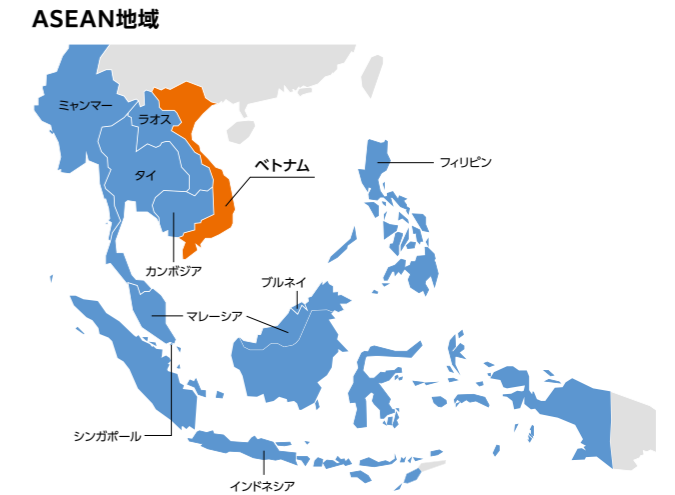 ASEAN地域
ミャンマー
ラオス
タイ
ベトナム
フィリピン
カンボジア
ブルネイ
マレーシア
シンガポール
インドネシア